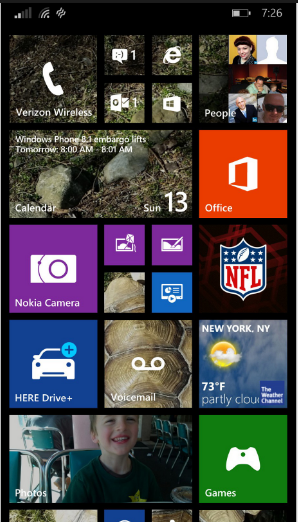 7:26
1
Verizon Wireless
1
People
Windows Phone 8.1 embargo lifts
Tomorrow: 8:00 AM - 8:01 AM
Calendar
Sun 13
Office
Nokia Camera
NFL
HERE Drive+
Voicemail
NEW YORK, NY
73°F
partly clou
The
Weather
Channel
Photos
Games